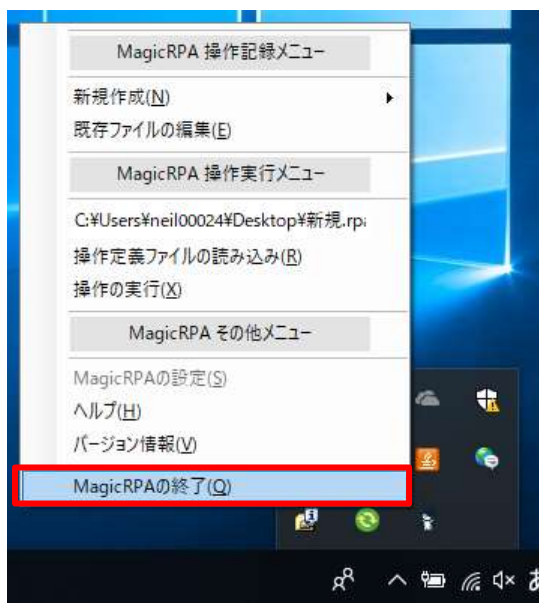 MagicRPA 操作記録メニュー
新規作成(N)
既存ファイルの編集(E)
MagicRPA 操作実行メニュー
C:¥Users¥neil00024¥Desktop¥新規.rpa
操作定義ファイルの読み込み(R)
操作の実行(X)
MagicRPA その他メニュー
MagicRPAの設定(S)
ヘルプ(H)
バージョン情報(V)
MagicRPAの終了(Q)
あ